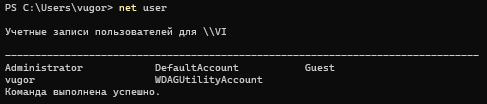 PS C:\Users\vugor> net user

Учетные записи пользователей для \\VI

-------------------------------------------------------------------------------
Administrator            DefaultAccount           Guest
vugor                    WDAGUtilityAccount
Команда выполнена успешно.